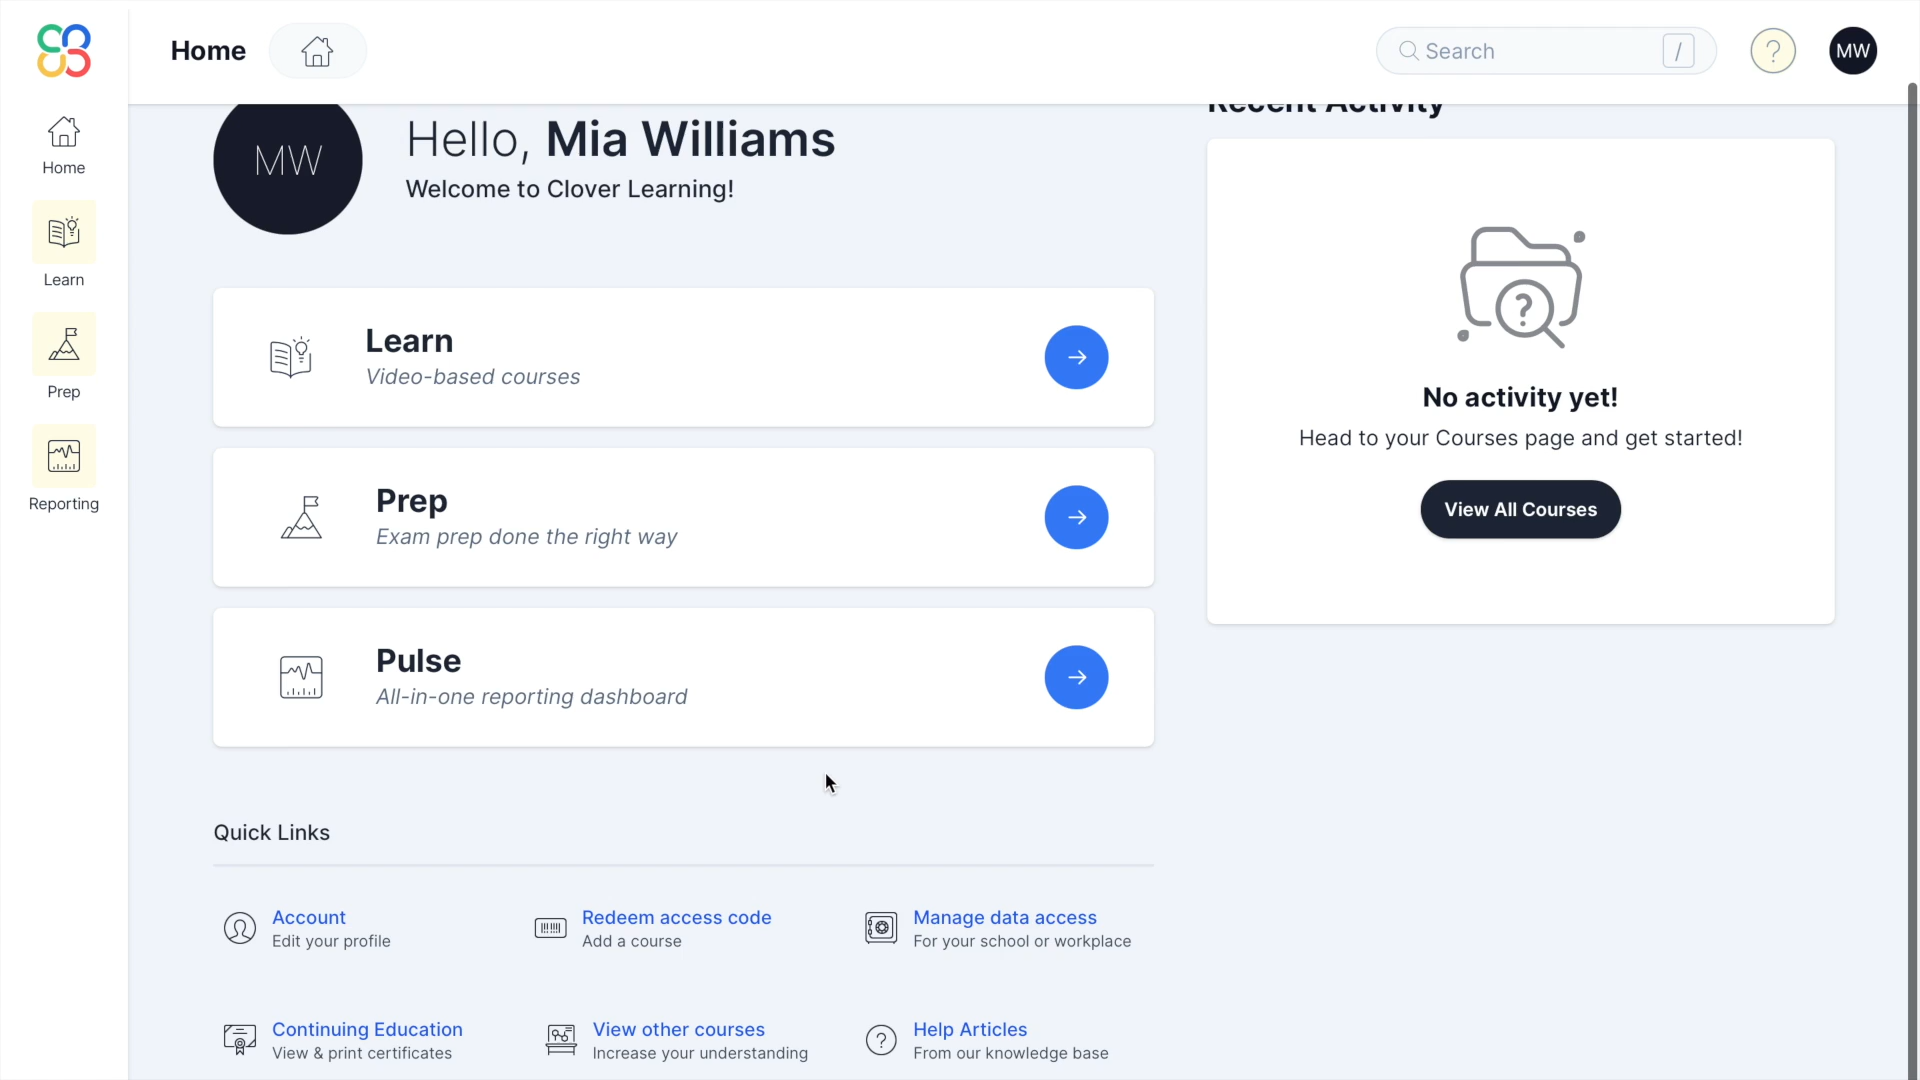 Home
Search /
?
MW
Home
Learn
Prep
Reporting
MW
Hello, Mia Williams
Welcome to Clover Learning!
Learn
Video-based courses
Prep
Exam prep done the right way
Pulse
All-in-one reporting dashboard
Recent Activity
?
No activity yet!
Head to your Courses page and get started!
View All Courses
Quick Links
Account
Edit your profile
Redeem access code
Add a course
Manage data access
For your school or workplace
Continuing Education
View & print certificates
View other courses
Increase your understanding
?
Help Articles
From our knowledge base